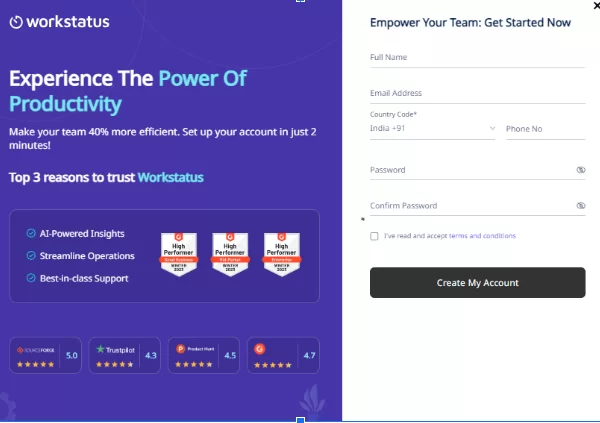 workstatus
Experience The Power Of
Productivity
Make your team 40% more efficient. Set up your account in just 2
minutes!
Top 3 reasons to trust Workstatus
AI-Powered Insights
Streamline Operations
Best-in-class Support
High
Performer
Small Business
WINTER
2023
High
Performer
Mid-Market
WINTER
2023
High
Performer
Enterprise
WINTER
2023
SOURCEFORGE
5.0
Trustpilot
4.3
Product Hunt
4.5
4.7
Empower Your Team: Get Started Now
Full Name
Email Address
Country Code*
India +91
Phone No
Password
Confirm Password
*
I've read and accept terms and conditions
Create My Account